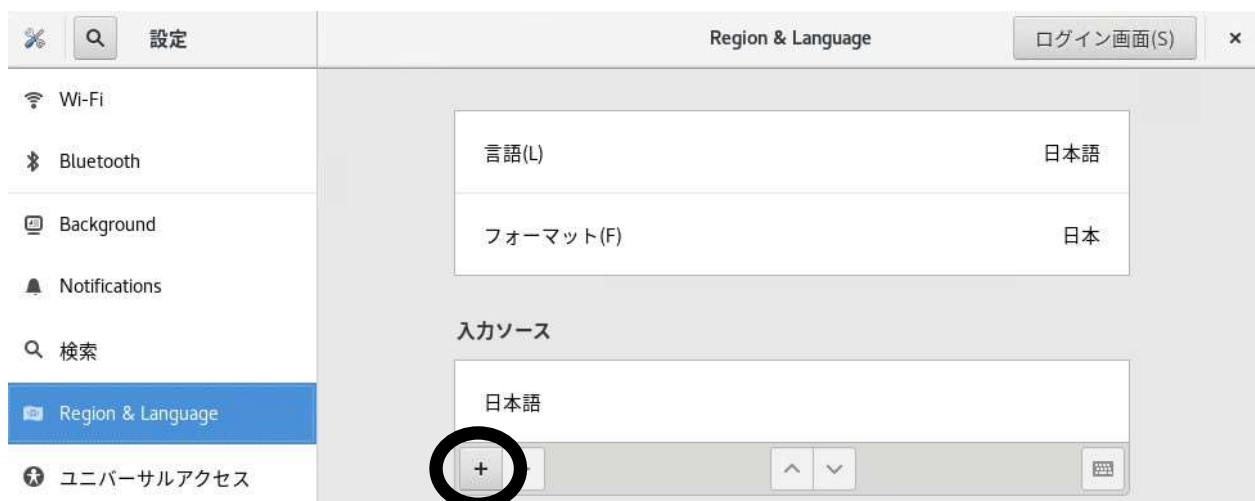 設定
Region & Language
ログイン画面(S)
Wi-Fi
Bluetooth
Background
Notifications
検索
Region & Language
ユニバーサルアクセス
言語(L) 日本語
フォーマット(F) 日本
入力ソース
日本語